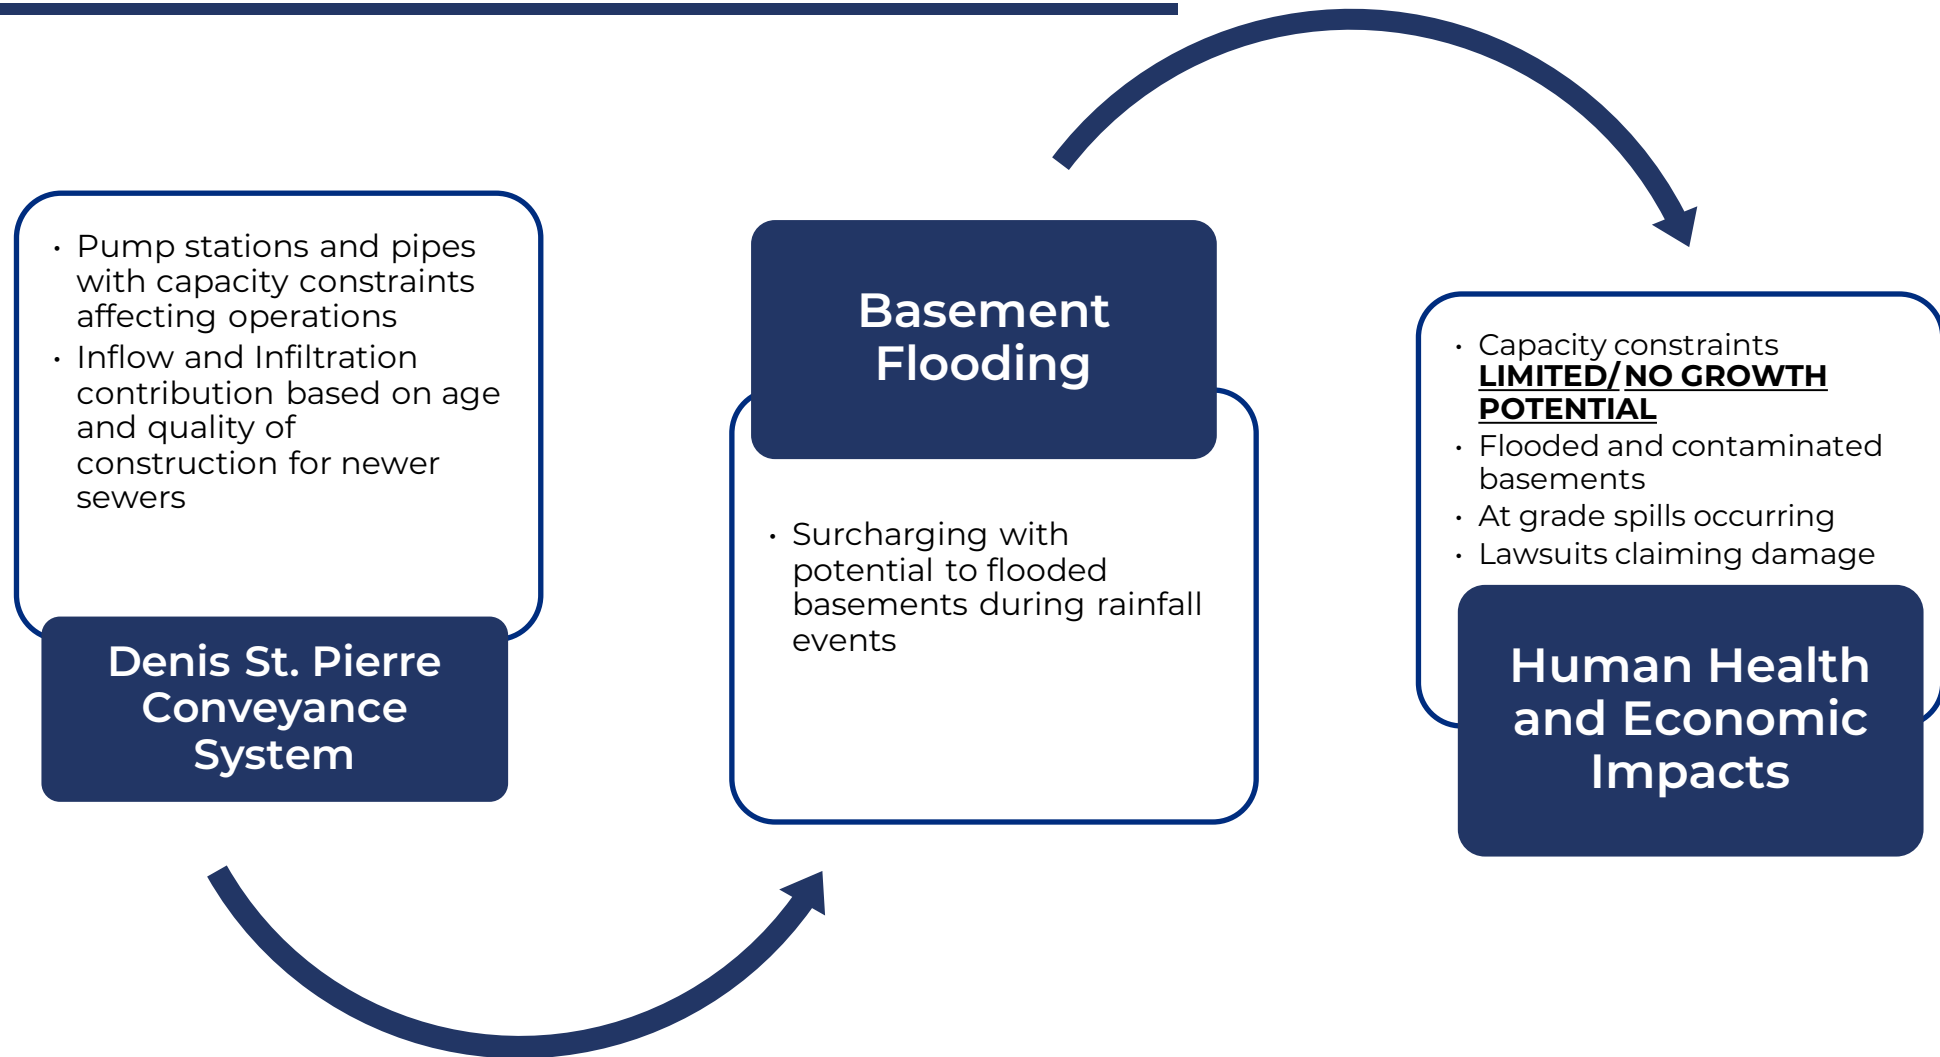 · Pump stations and pipes
with capacity constraints
affecting operations
· Inflow and Infiltration
contribution based on age
and quality of
construction for newer
sewers
Denis St. Pierre
Conveyance
System
Basement
Flooding
· Surcharging with
potential to flooded
basements during rainfall
events
· Capacity constraints
LIMITED/NO GROWTH
POTENTIAL
· Flooded and contaminated
basements
· At grade spills occurring
· Lawsuits claiming damage
Human Health
and Economic
Impacts